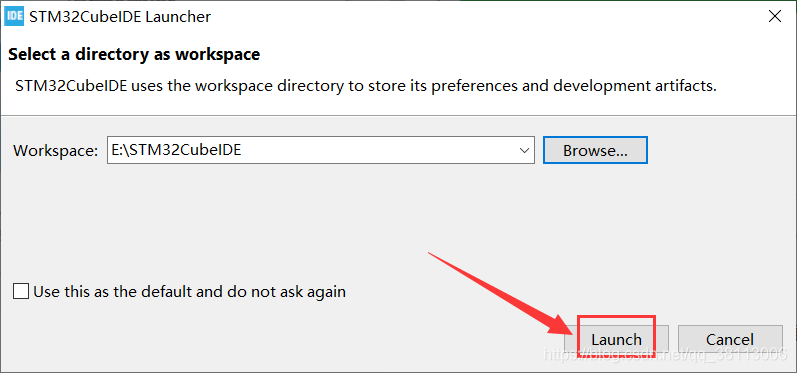 IDE STM32CubeIDE Launcher
Select a directory as workspace
STM32CubeIDE uses the workspace directory to store its preferences and development artifacts.
Workspace: E:\STM32CubeIDE Browse...
Use this as the default and do not ask again
Launch Cancel
https://blog.csdn.net/qq_38113006